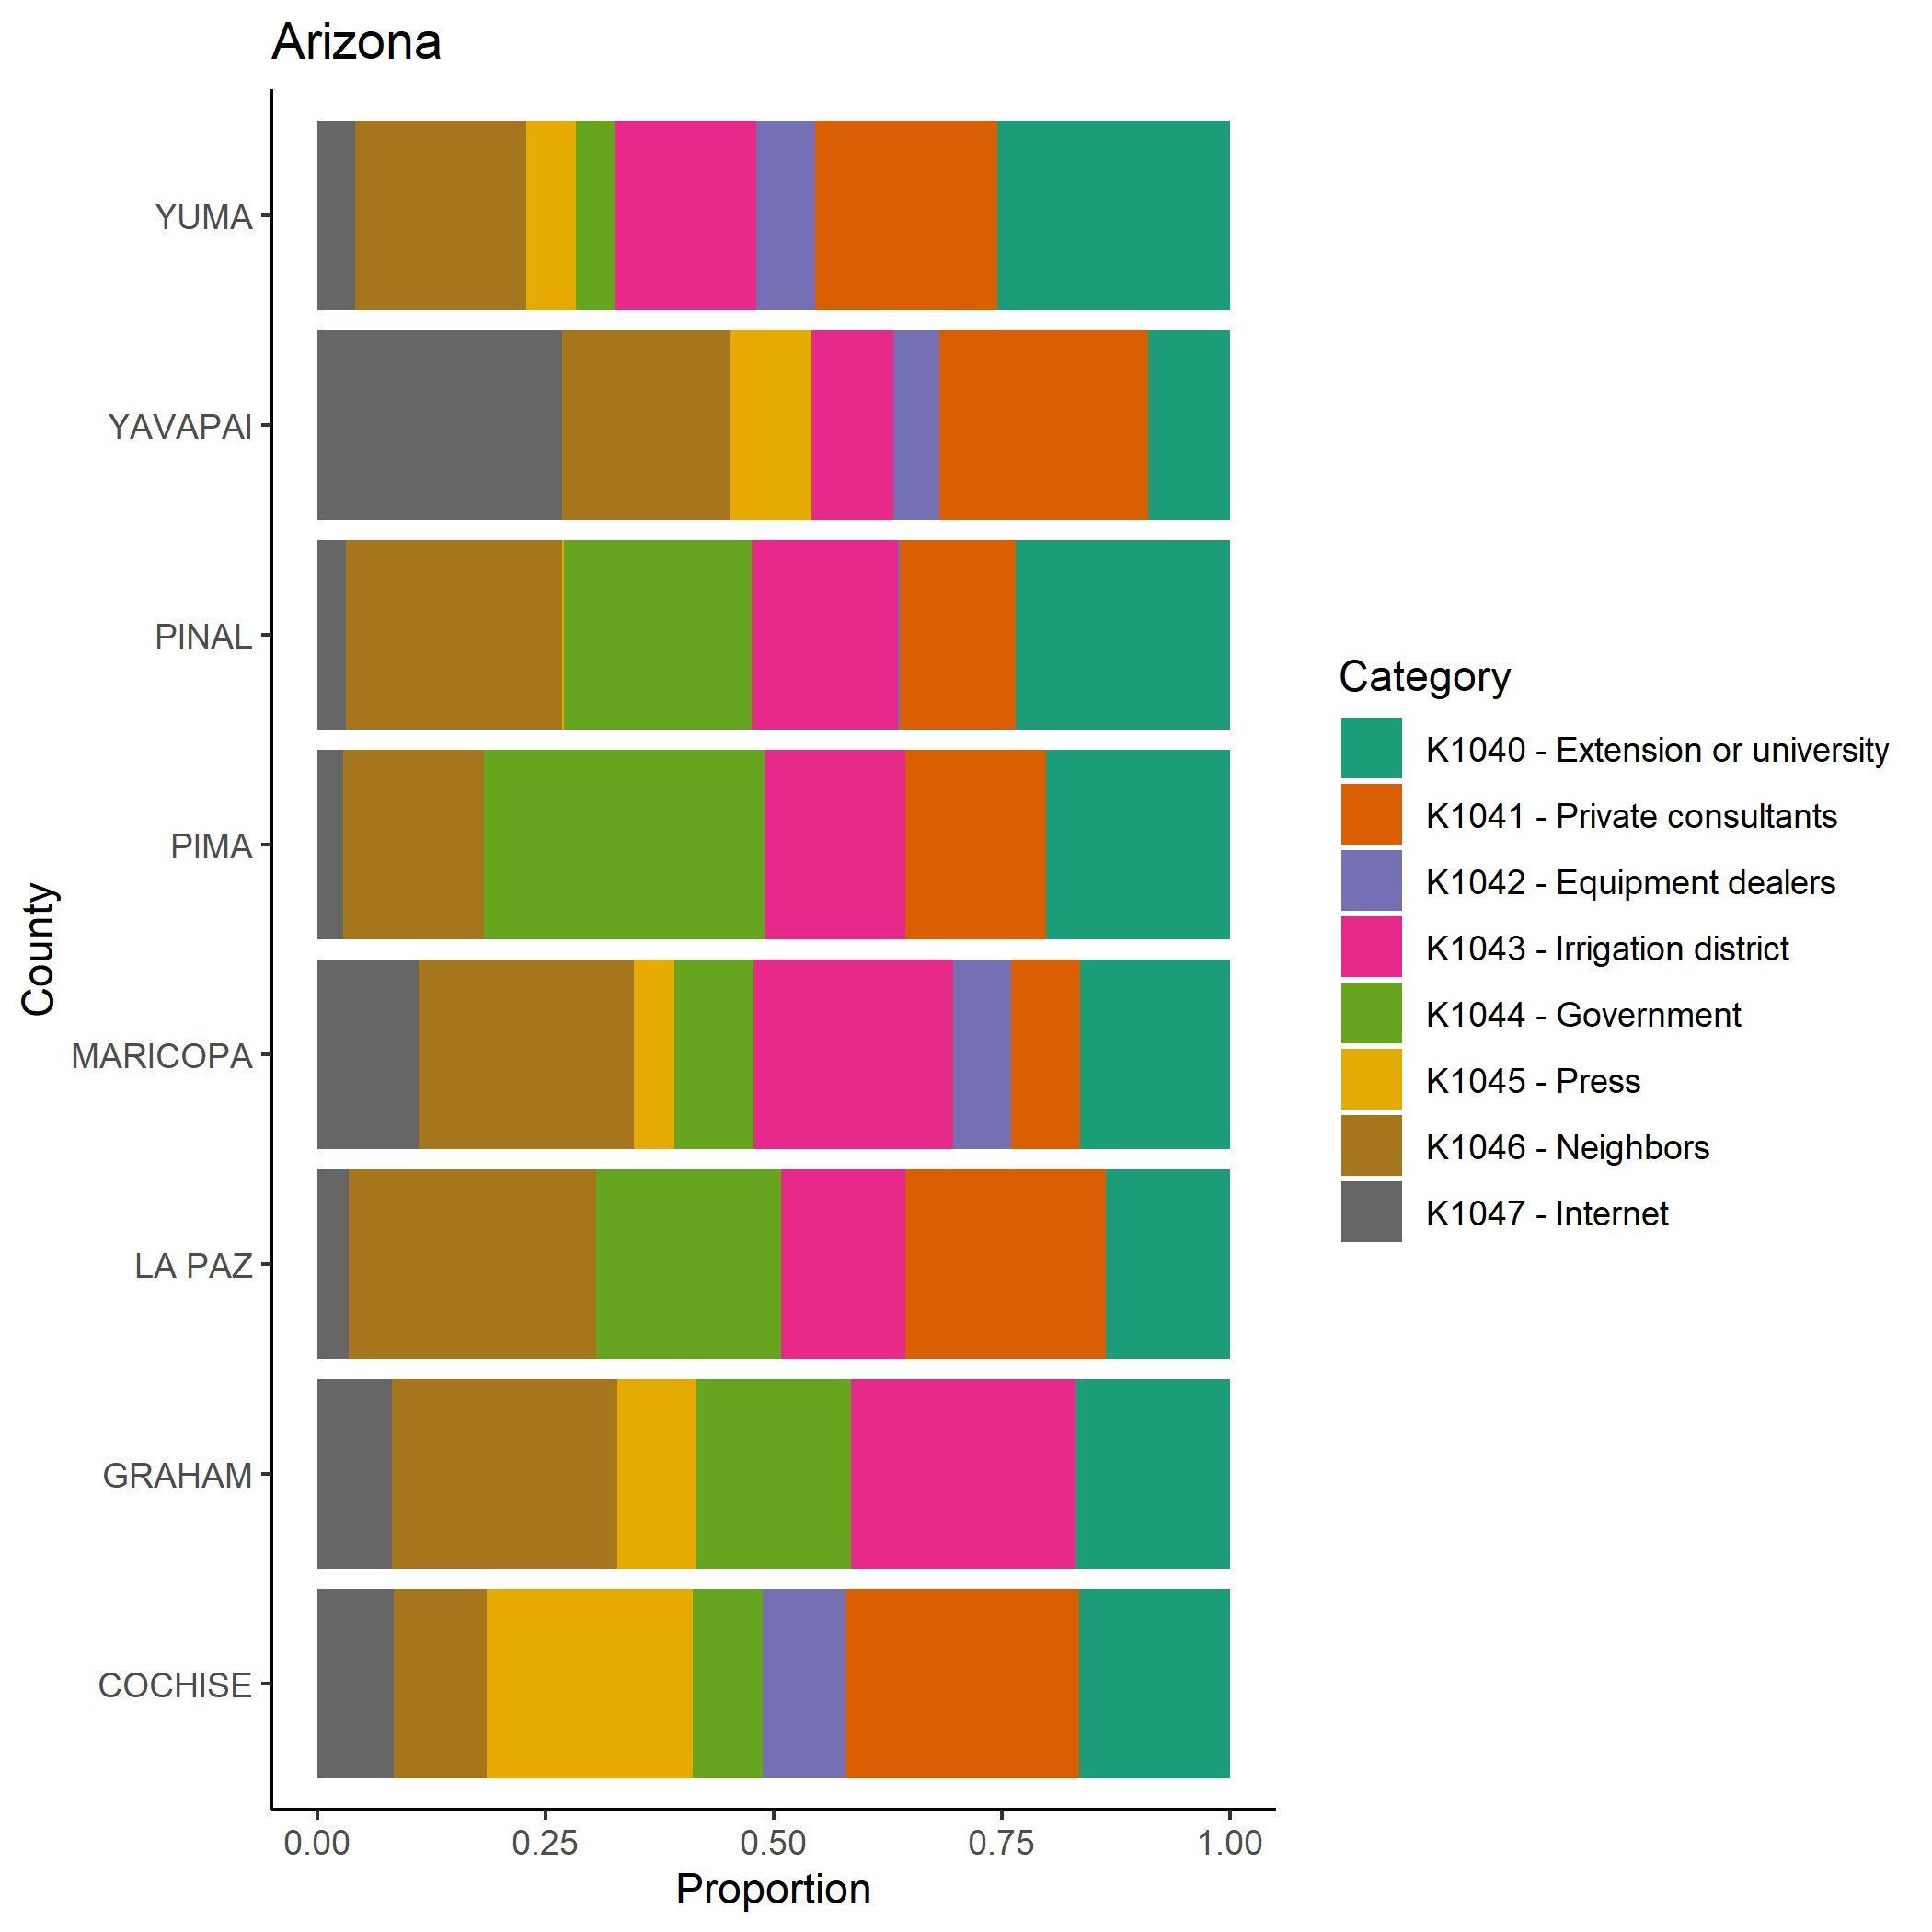 Arizona
YUMA
YAVAPAI
PINAL
PIMA
MARICOPA
LA PAZ
GRAHAM
COCHISE
County
0.00 0.25 0.50 0.75 1.00
Proportion
Category
K1040 - Extension or university
K1041 - Private consultants
K1042 - Equipment dealers
K1043 - Irrigation district
K1044 - Government
K1045 - Press
K1046 - Neighbors
K1047 - Internet